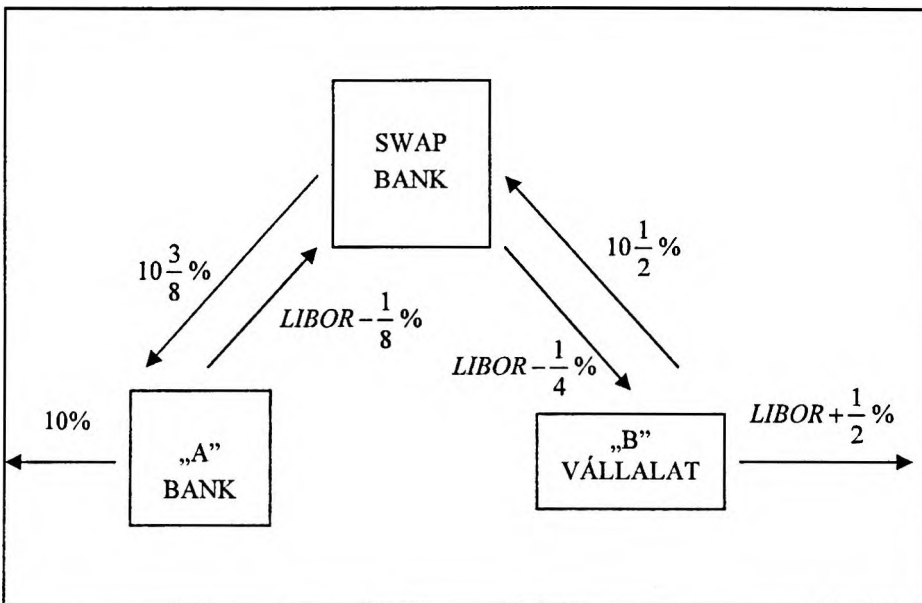 SWAP
BANK
10 3/8 %
LIBOR − 1/8 %
LIBOR − 1/4 %
10 1/2 %
10%
„A”
BANK
„B”
VÁLLALAT
LIBOR + 1/2 %